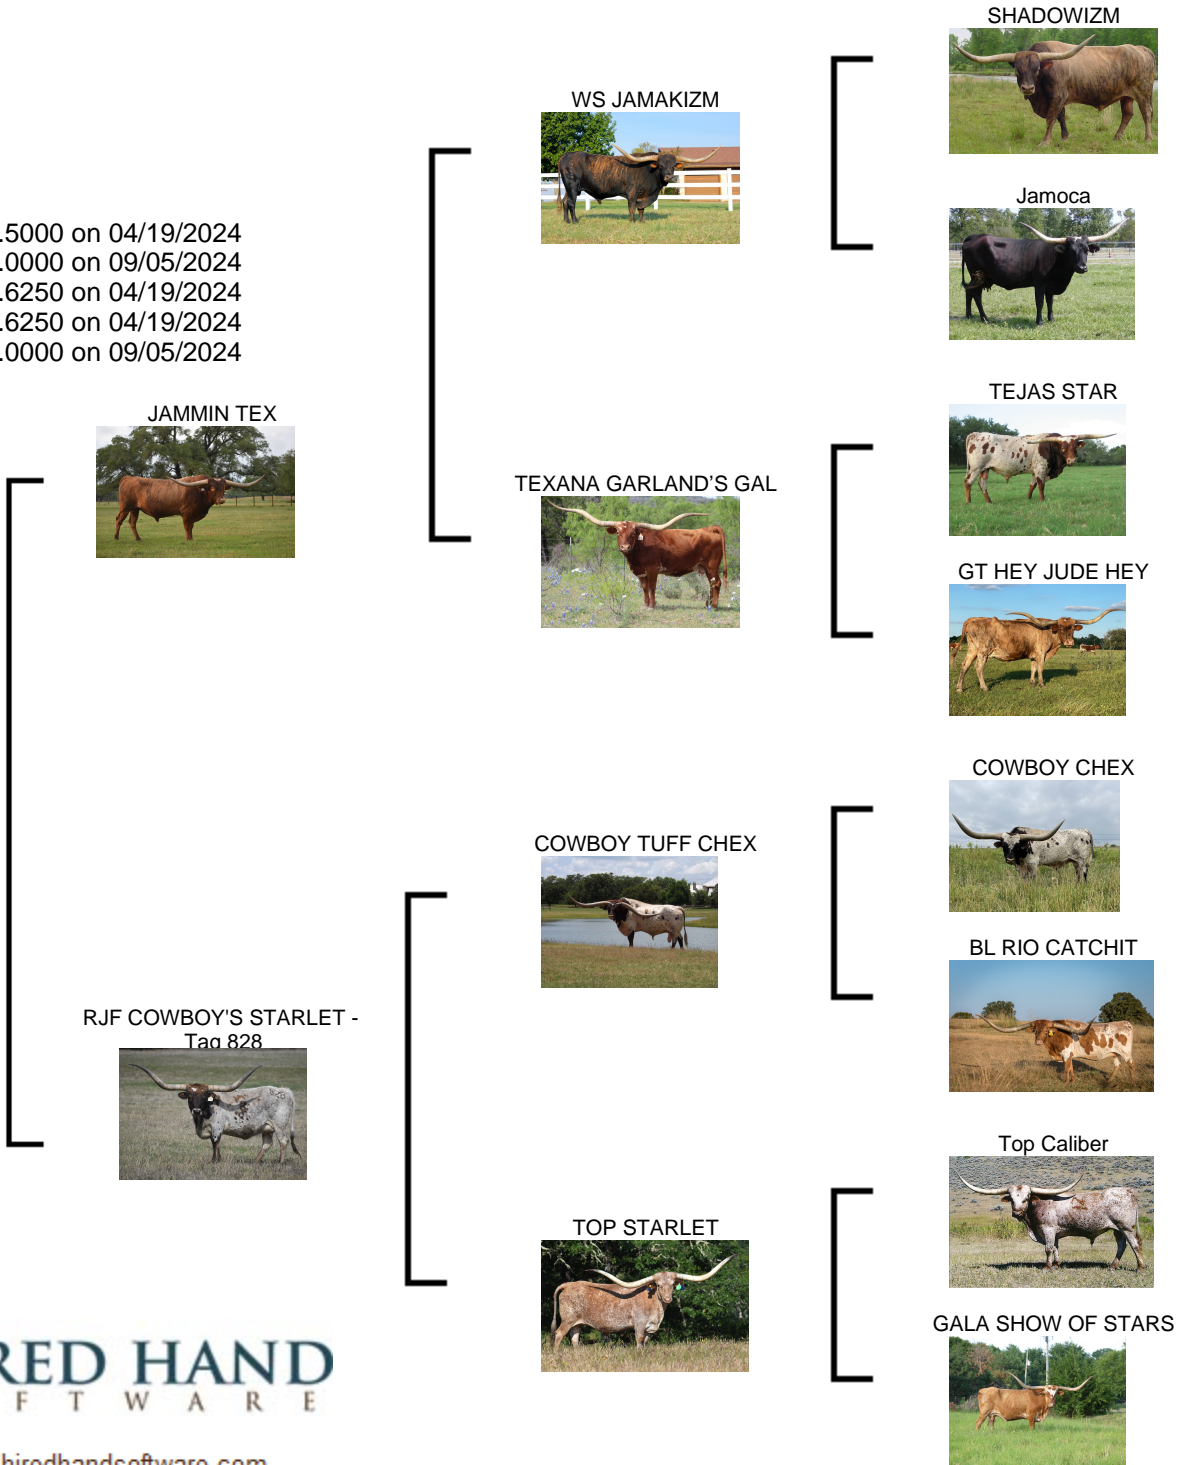 SHADOWIZM
WS JAMAKIZM
Jamoca
.5000 on 04/19/2024
.0000 on 09/05/2024
.6250 on 04/19/2024
.6250 on 04/19/2024
.0000 on 09/05/2024
TEJAS STAR
JAMMIN TEX
TEXANA GARLAND'S GAL
GT HEY JUDE HEY
COWBOY CHEX
COWBOY TUFF CHEX
BL RIO CATCHIT
RJF COWBOY'S STARLET -
Tag 828
Top Caliber
TOP STARLET
GALA SHOW OF STARS
RED HAND
F T W A R E
hiredhandsoftware.com